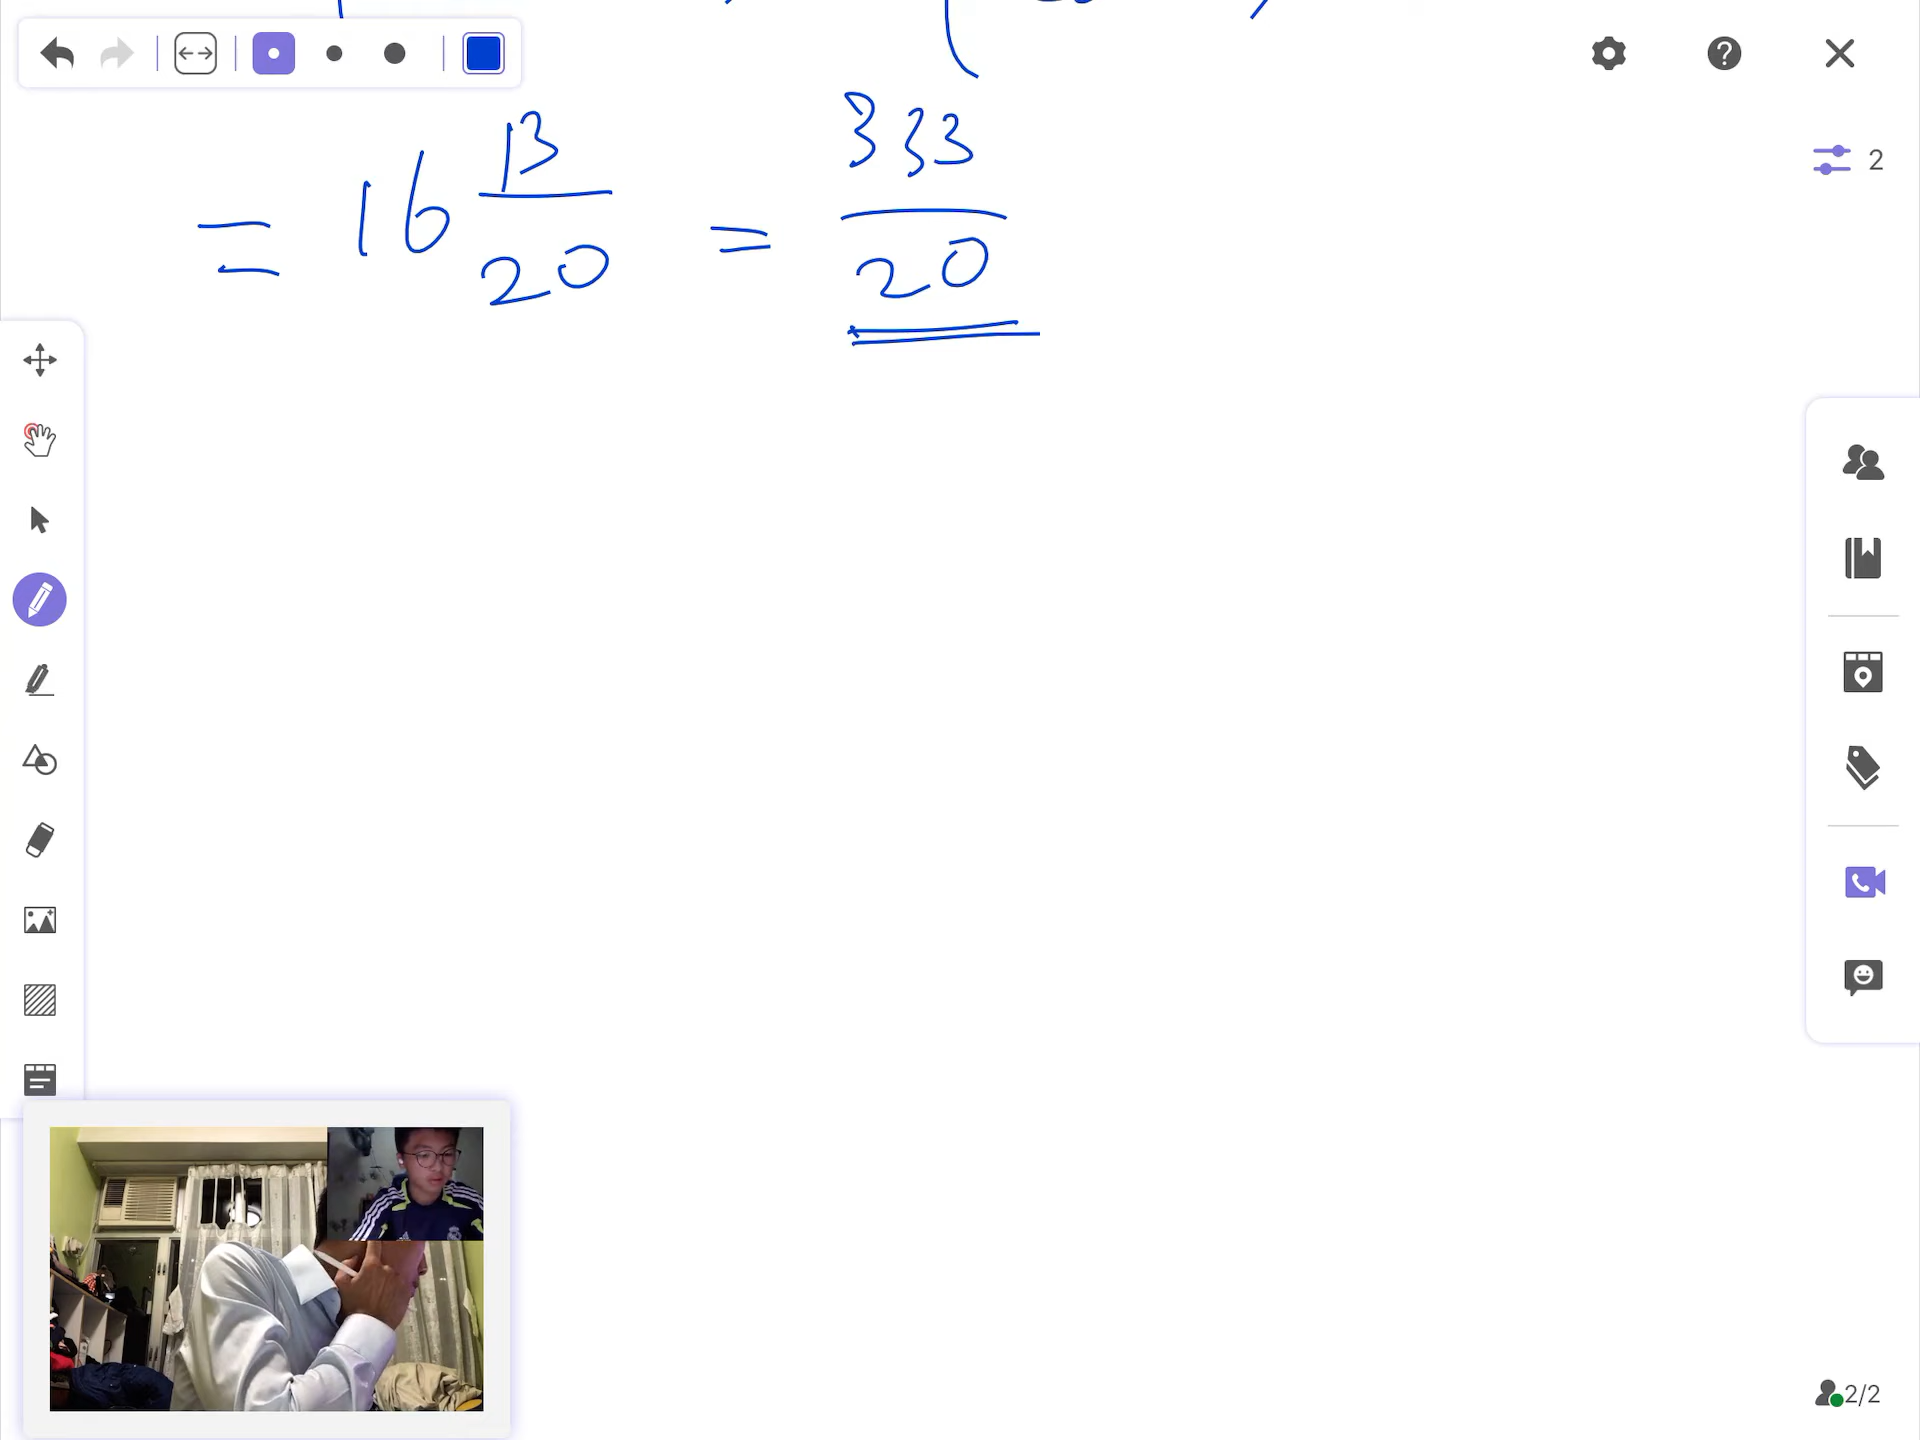 2
= 16 13/20 = 333/20
2/2